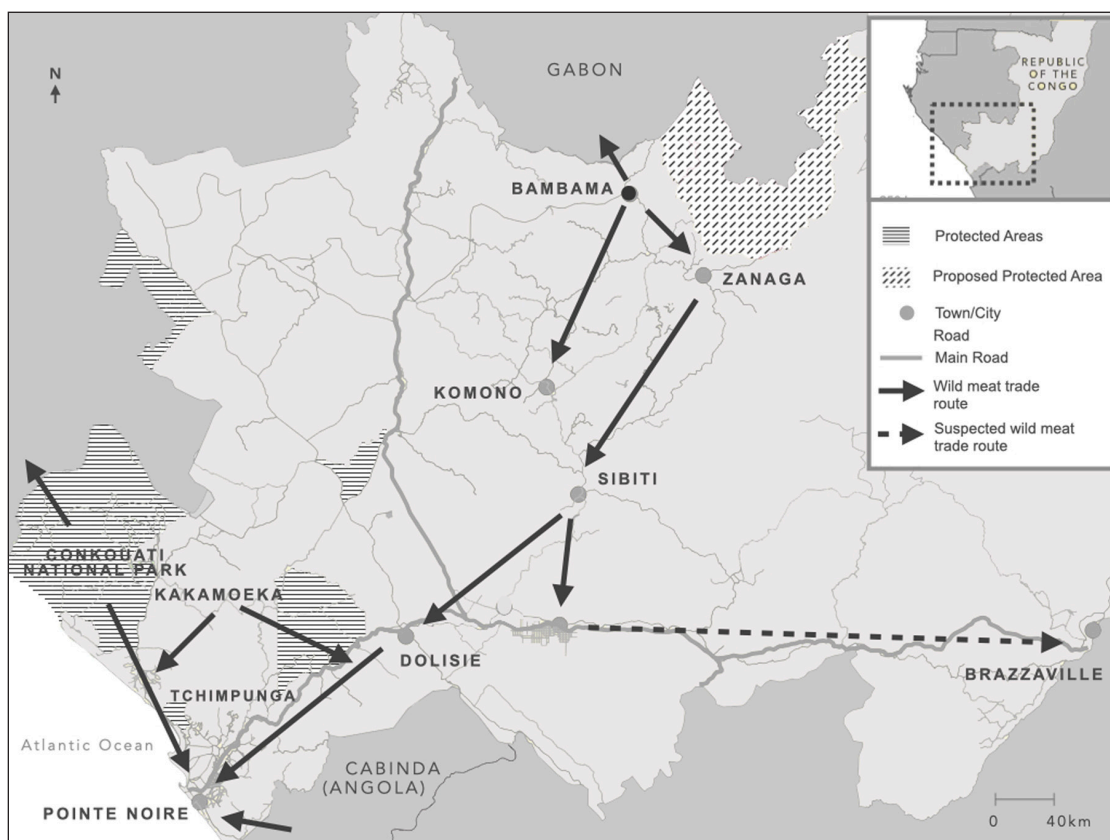 N
GABON
REPUBLIC
OF THE
CONGO
BAMBAMA
ZANAGA
KOMONO
SIBITI
CONKOUATI
NATIONAL PARK
KAKAMOEKA
DOLISIE
TCHIMPUNGA
BRAZZAVILLE
Atlantic Ocean
CABINDA
(ANGOLA)
POINTE NOIRE
0 40km
Protected Areas
Proposed Protected Area
Town/City
Road
Main Road
Wild meat trade
route
Suspected wild meat
trade route